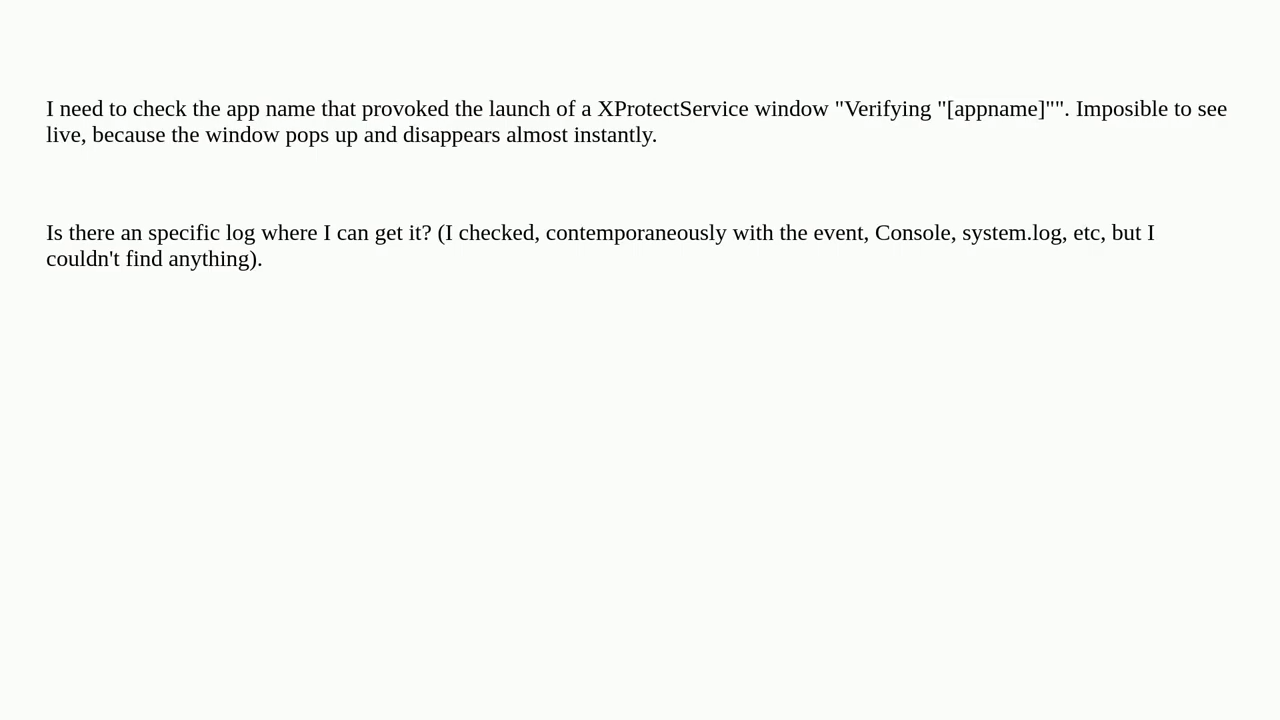 I need to check the app name that provoked the launch of a XProtectService window "Verifying "[appname]"". Imposible to see
live, because the window pops up and disappears almost instantly.
Is there an specific log where I can get it? (I checked, contemporaneously with the event, Console, system.log, etc, but I
couldn't find anything).